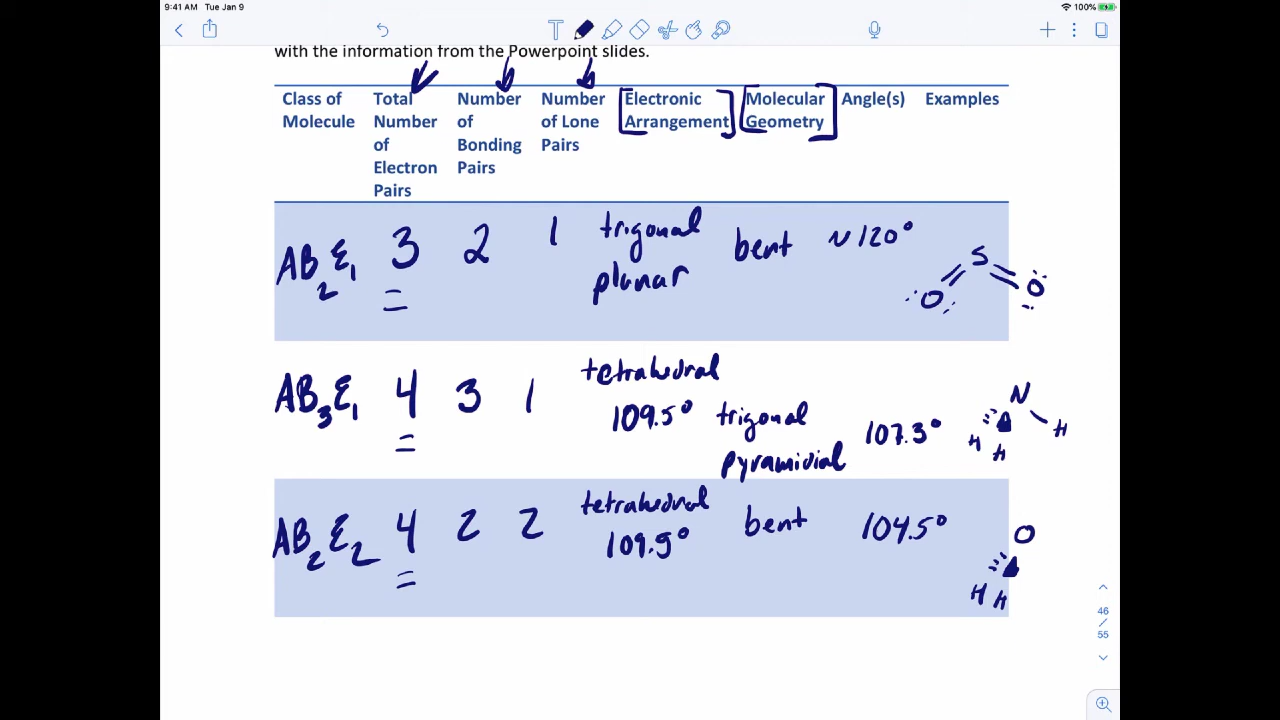 9:41 AM Tue Jan 9
100%
T
with the information from the Powerpoint slides.
Class of Molecule
Total Number of Electron Pairs
Number of Bonding Pairs
Number of Lone Pairs
Electronic Arrangement
Molecular Geometry
Angle(s)
Examples
AB₂E₁ 3 2 1 trigonal planar bent ~120° :O: = S = :O:
AB₃E₁ 4 3 1 tetrahedral 109.5° trigonal pyramidial 107.3° N H H H
AB₂E₂ 4 2 2 tetrahedral 109.5° bent 104.5° O H H
46
/
55